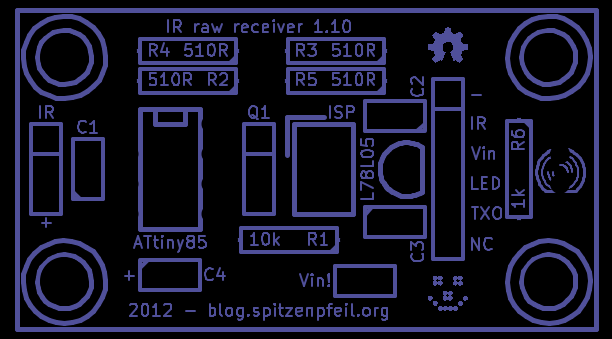 IR raw receiver 1.10
R4 510R
R3 510R
510R R2
R5 510R
C2
IR
C1
Q1
ISP
L78L05
-
IR
Vin
LED
TXO
NC
R6
1k
+
ATtiny85
10k R1
C3
+
C4
Vin!
2012 - blog.spitzenpfeil.org